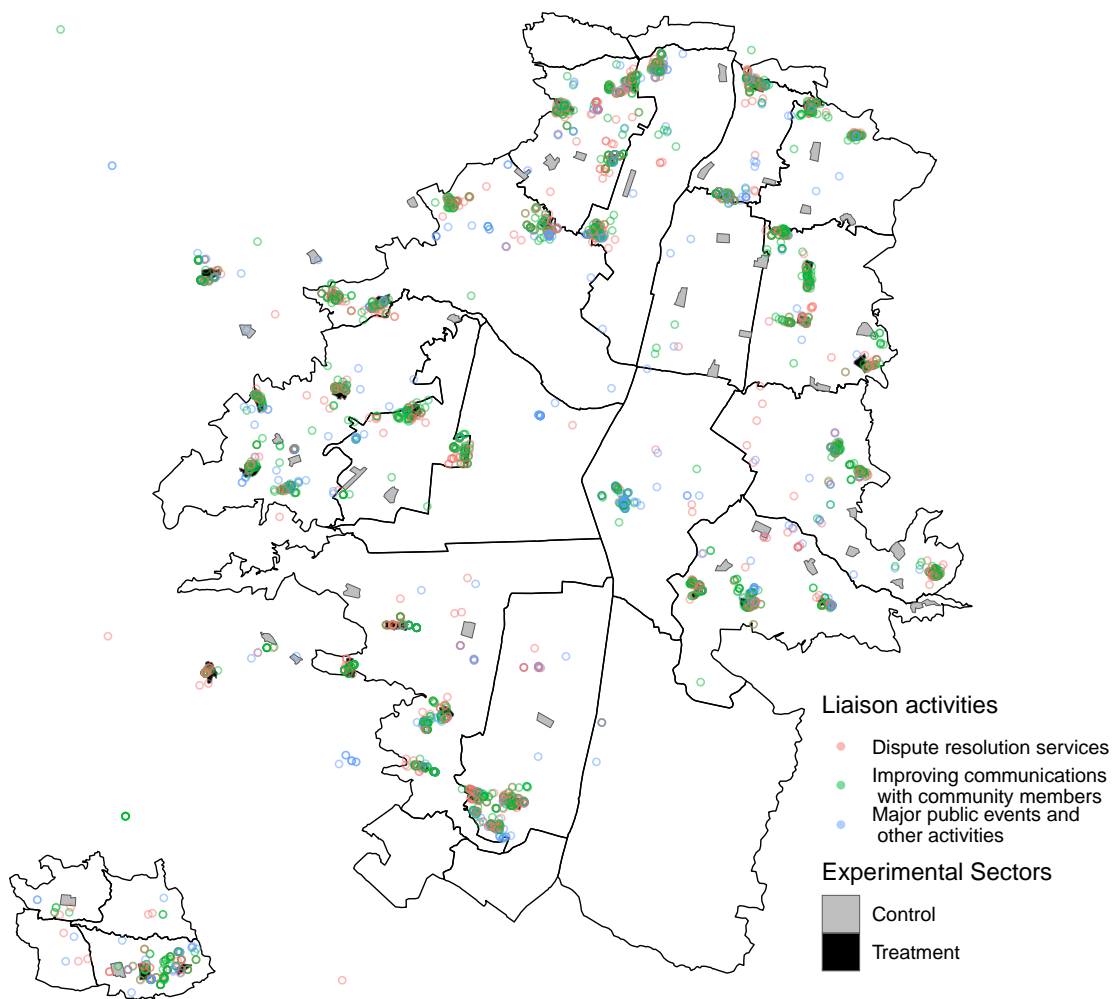 Liaison activities
Dispute resolution services
Improving communications
with community members
Major public events and
other activities
Experimental Sectors
Control
Treatment